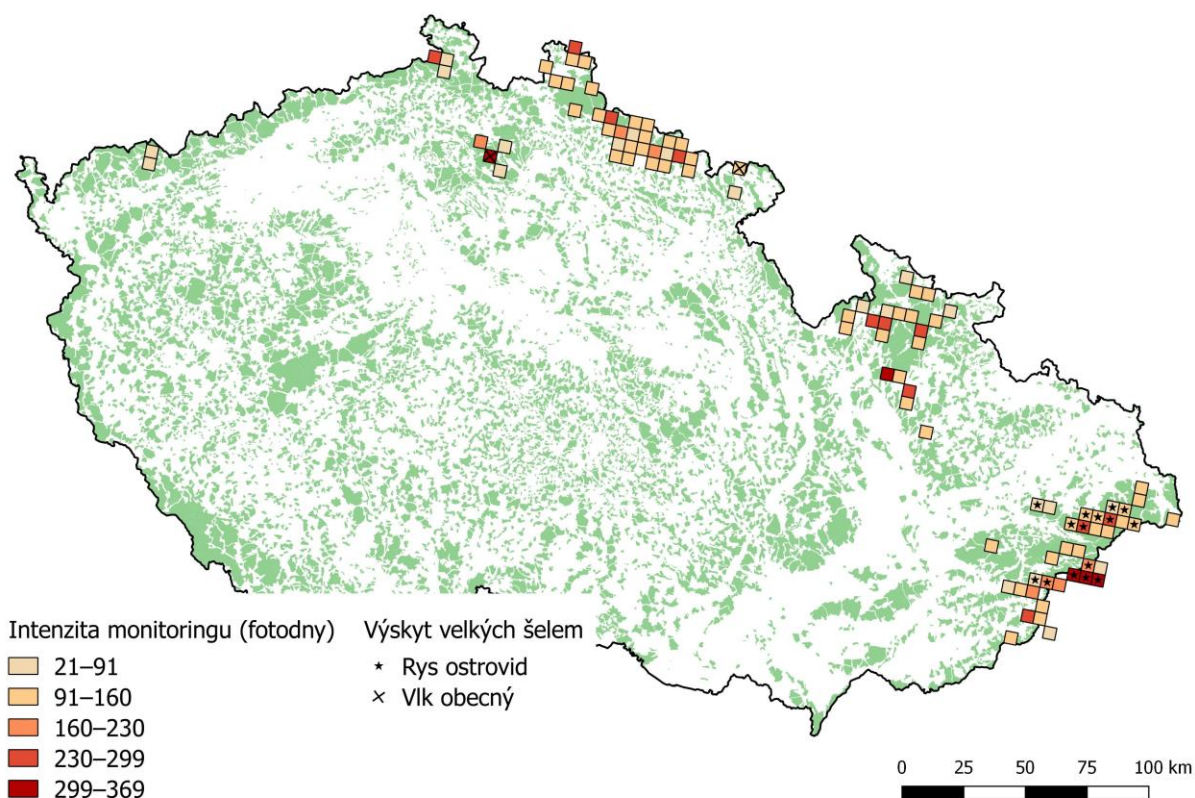 Intenzita monitoringu (fotodny)
21–91
91–160
160–230
230–299
299–369
Výskyt velkých šelem
Rys ostrovid
Vlk obecný
0 25 50 75 100 km